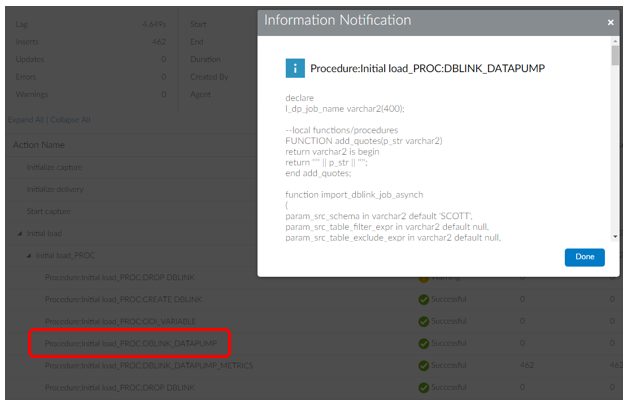 Information Notification
×
Lag 4.649s Start
Inserts 462 End
Updates 0 Duration
Errors 0 Created By
Warnings 0 Agent
i Procedure:Initial load_PROC:DBLINK_DATAPUMP
declare
l_dp_job_name varchar2(400);
--local functions/procedures
FUNCTION add_quotes(p_str varchar2)
return varchar2 is begin
return '"' || p_str || '"';
end add_quotes;
function import_dblink_job_asynch
(
param_src_schema in varchar2 default 'SCOTT',
param_src_table_filter_expr in varchar2 default null,
param_src_table_exclude_expr in varchar2 default null,
Done
Expand All | Collapse All
Action Name
Initialize capture
Initialize delivery
Start capture
Initial load
Initial load_PROC
Procedure:Initial load_PROC:DROP DBLINK Warning 0 0
Procedure:Initial load_PROC:CREATE DBLINK Successful 0 0
Procedure:Initial load_PROC:ODI_VARIABLE Successful 0 0
Procedure:Initial load_PROC:DBLINK_DATAPUMP Successful 0 0
Procedure:Initial load_PROC:DBLINK_DATAPUMP_METRICS Successful 462 462
Procedure:Initial load_PROC:DROP DBLINK Successful 0 0